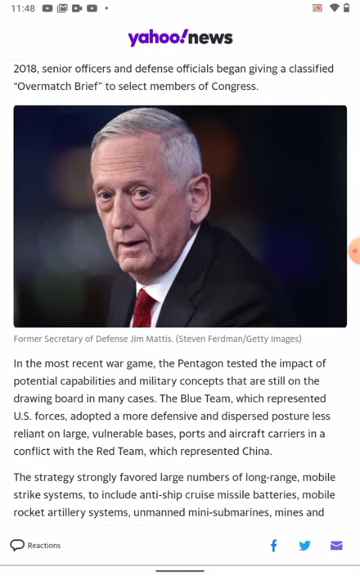 11:48
yahoo!news
2018, senior officers and defense officials began giving a classified
“Overmatch Brief” to select members of Congress.
Former Secretary of Defense Jim Mattis. (Steven Ferdman/Getty Images)
In the most recent war game, the Pentagon tested the impact of
potential capabilities and military concepts that are still on the
drawing board in many cases. The Blue Team, which represented
U.S. forces, adopted a more defensive and dispersed posture less
reliant on large, vulnerable bases, ports and aircraft carriers in a
conflict with the Red Team, which represented China.
The strategy strongly favored large numbers of long-range, mobile
strike systems, to include anti-ship cruise missile batteries, mobile
rocket artillery systems, unmanned mini-submarines, mines and
Reactions